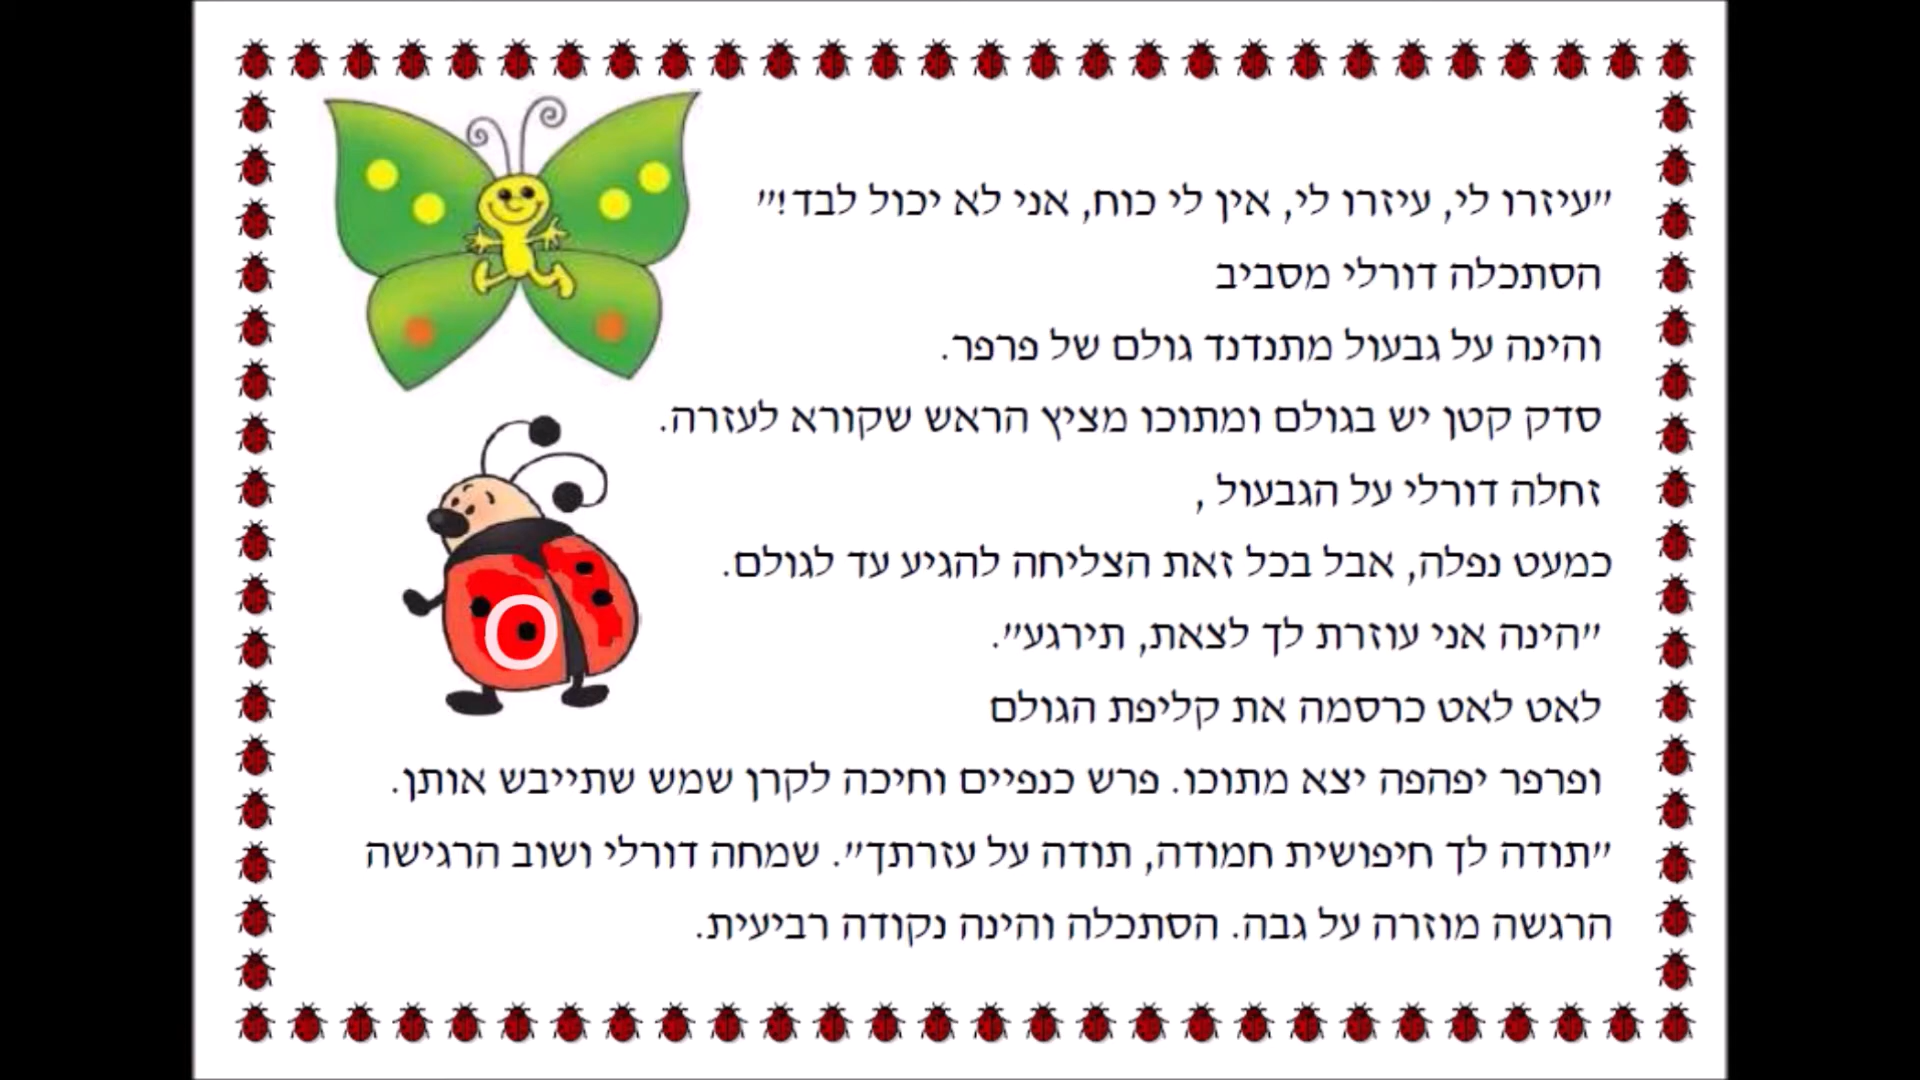 "עיזרו לי, עיזרו לי, אין לי כוח, אני לא יכול לבד!"
הסתכלה דורלי מסביב
והינה על גבעול מתנדנד גולם של פרפר.
סדק קטן יש בגולם ומתוכו מציץ הראש שקורא לעזרה.
זחלה דורלי על הגבעול ,
כמעט נפלה, אבל בכל זאת הצליחה להגיע עד לגולם.
"הינה אני עוזרת לך לצאת, תירגע".
לאט לאט כרסמה את קליפת הגולם
ופרפר יפהפה יצא מתוכו. פרש כנפיים וחיכה לקרן שמש שתייבש אותן.
"תודה לך חיפושית חמודה, תודה על עזרתך". שמחה דורלי ושוב הרגישה
הרגשה מוזרה על גבה. הסתכלה והינה נקודה רביעית.